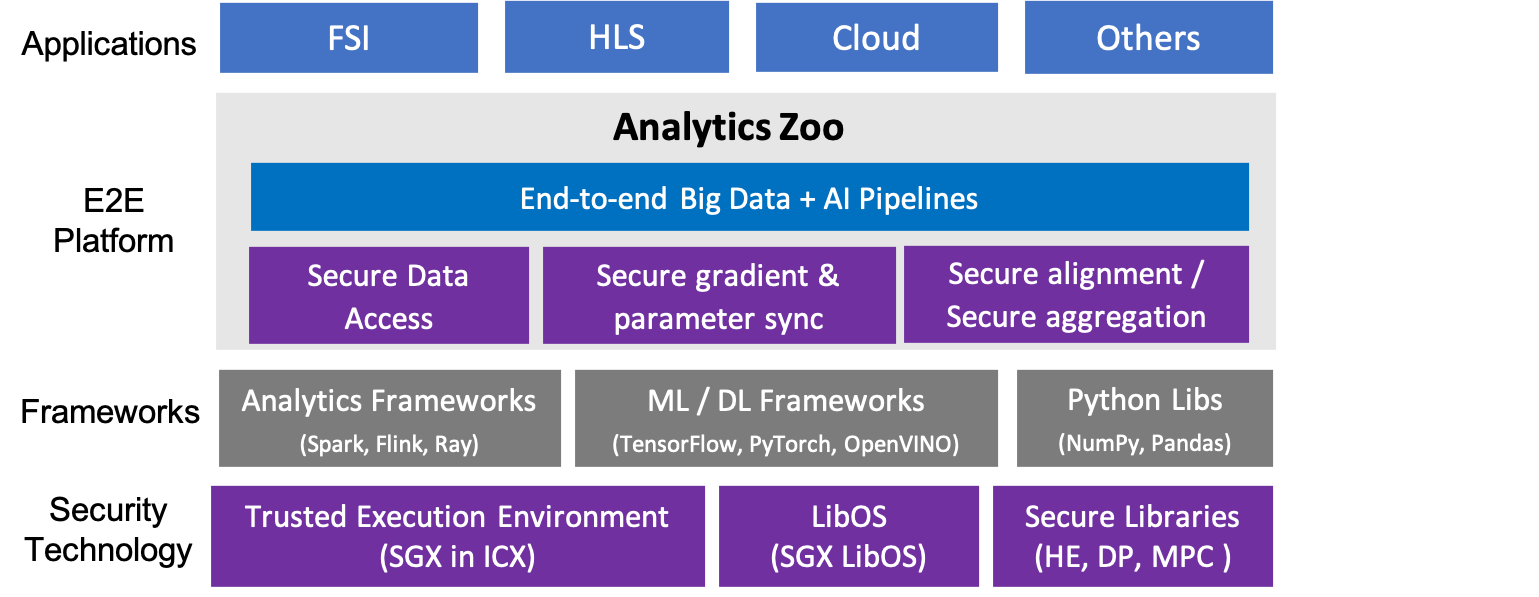 Applications
FSI
HLS
Cloud
Others
Analytics Zoo
E2E
Platform
End-to-end Big Data + AI Pipelines
Secure Data
Access
Secure gradient &
parameter sync
Secure alignment /
Secure aggregation
Frameworks
Analytics Frameworks
(Spark, Flink, Ray)
ML / DL Frameworks
(TensorFlow, PyTorch, OpenVINO)
Python Libs
(NumPy, Pandas)
Security
Technology
Trusted Execution Environment
(SGX in ICX)
LibOS
(SGX LibOS)
Secure Libraries
(HE, DP, MPC )